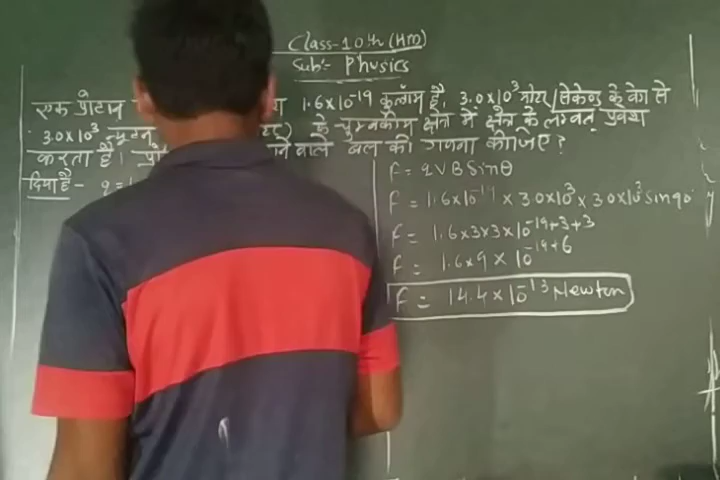 Class-10th (HM)
Sub:- Physics
एक प्रोटान 1.6×10⁻¹⁹ कुलॉम है, 3.0×10³ मीटर/सेकेण्ड के वेग से
3.0×10³ न्यूटन के चुम्बकीय क्षेत्र में क्षेत्र के लम्बवत् प्रवेश
करता है। वाले बल की गणना कीजिए?
दिया है- q = 1
F = qVBSinθ
F = 1.6×10⁻¹⁹ × 3.0×10³ × 3.0×10³ Sin90°
F = 1.6×3×3×10⁻¹⁹⁺³⁺³
F = 1.6×9 × 10⁻¹⁹⁺⁶
F = 14.4×10⁻¹³ Newton